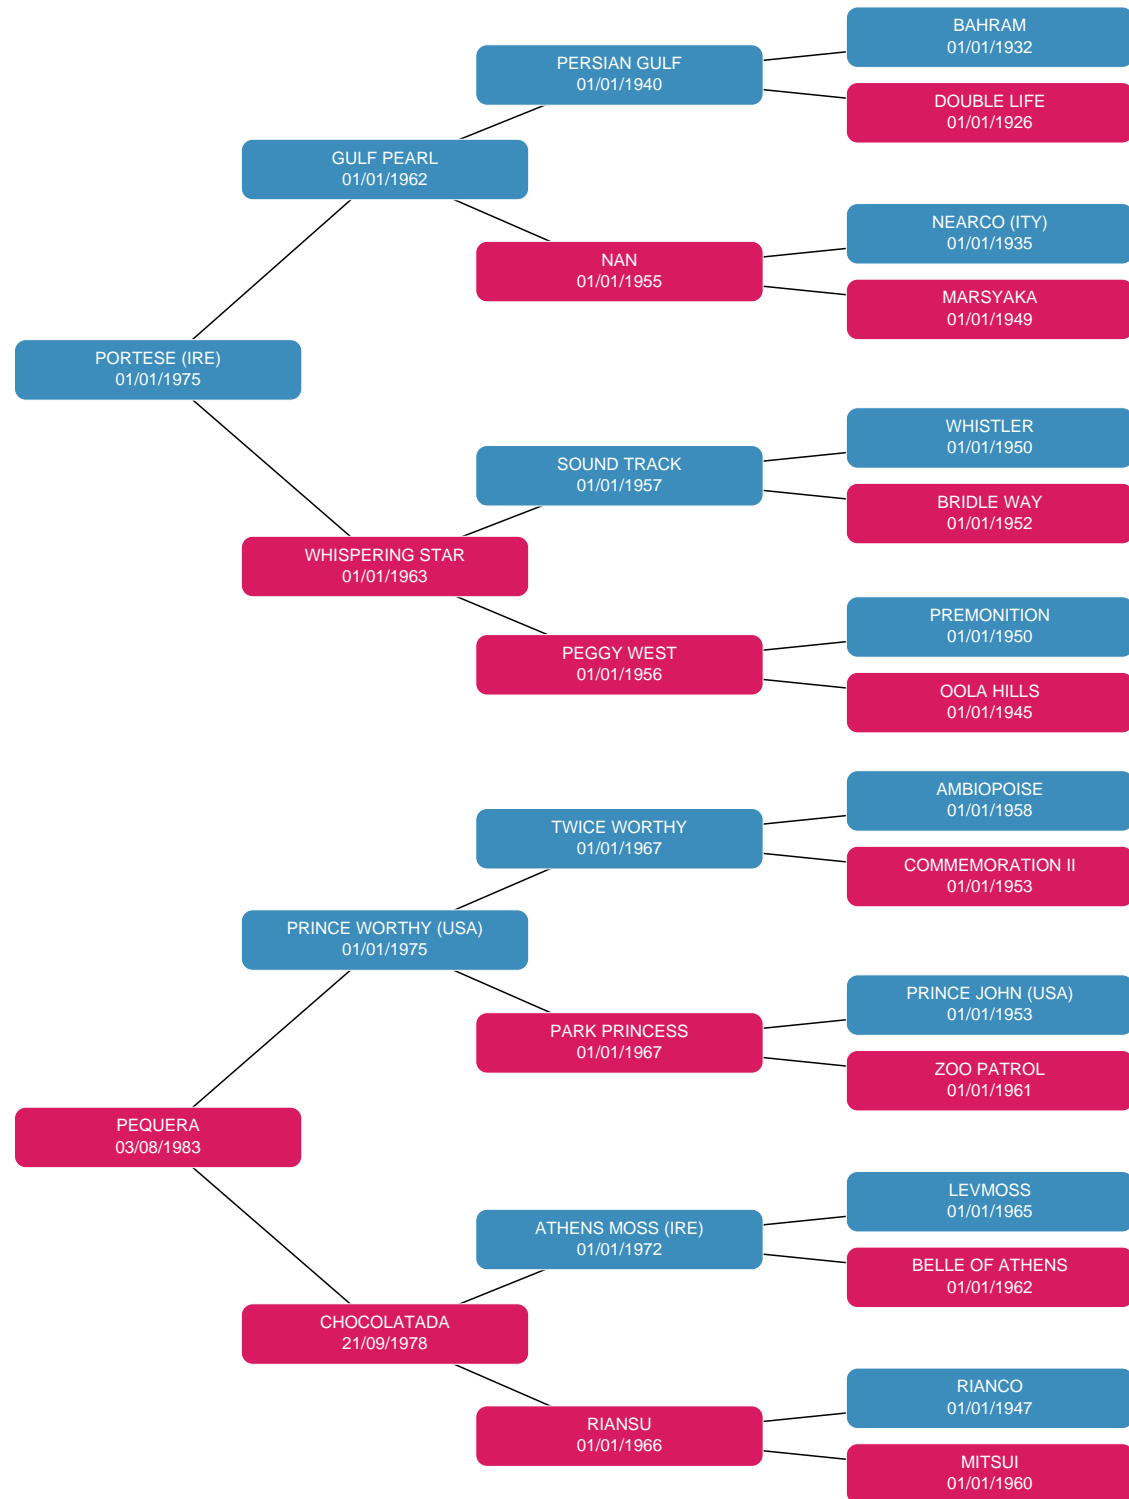 BAHRAM
01/01/1932
PERSIAN GULF
01/01/1940
DOUBLE LIFE
01/01/1926
GULF PEARL
01/01/1962
NEARCO (ITY)
01/01/1935
NAN
01/01/1955
MARSYAKA
01/01/1949
PORTESE (IRE)
01/01/1975
WHISTLER
01/01/1950
SOUND TRACK
01/01/1957
BRIDLE WAY
01/01/1952
WHISPERING STAR
01/01/1963
PREMONITION
01/01/1950
PEGGY WEST
01/01/1956
OOLA HILLS
01/01/1945
AMBIOPOISE
01/01/1958
TWICE WORTHY
01/01/1967
COMMEMORATION II
01/01/1953
PRINCE WORTHY (USA)
01/01/1975
PRINCE JOHN (USA)
01/01/1953
PARK PRINCESS
01/01/1967
ZOO PATROL
01/01/1961
PEQUERA
03/08/1983
LEVMOSS
01/01/1965
ATHENS MOSS (IRE)
01/01/1972
BELLE OF ATHENS
01/01/1962
CHOCOLATADA
21/09/1978
RIANCO
01/01/1947
RIANSU
01/01/1966
MITSUI
01/01/1960